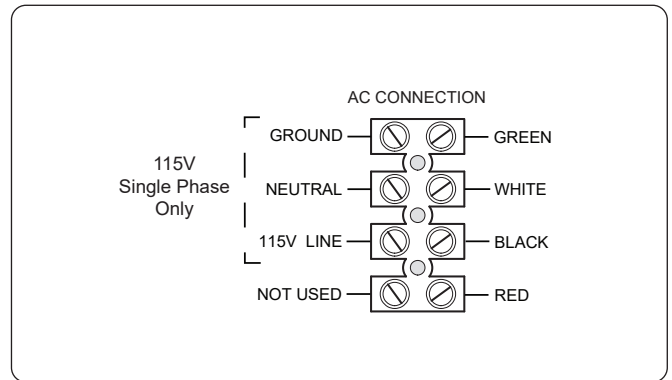 AC CONNECTION
GROUND
GREEN
115V
Single Phase
Only
NEUTRAL
WHITE
115V LINE
BLACK
NOT USED
RED